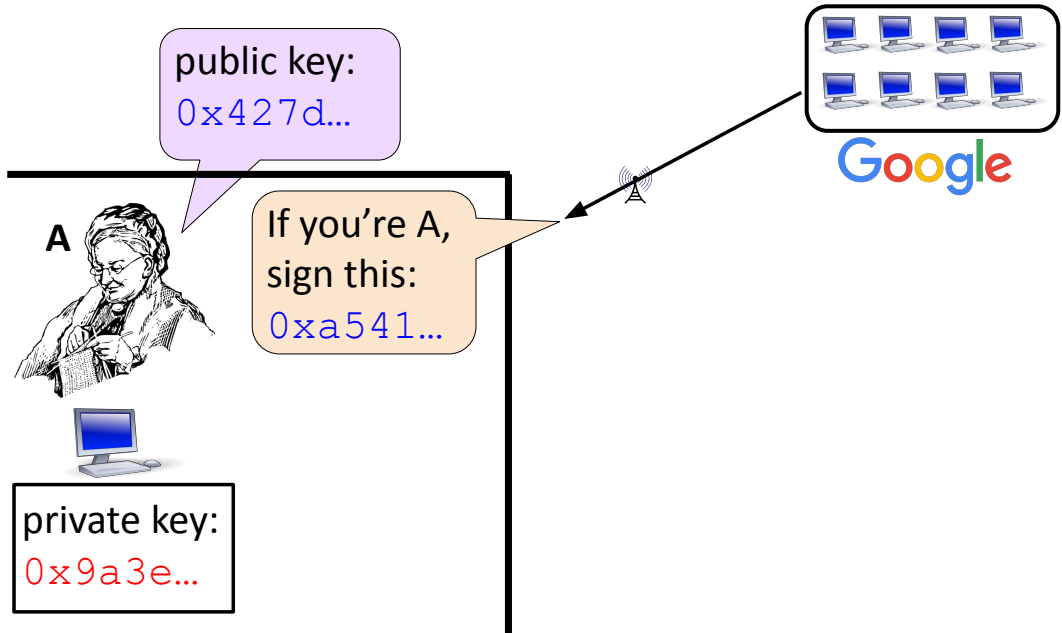 public key:
0x427d…
Google
A
If you’re A,
sign this:
0xa541…
private key:
0x9a3e…